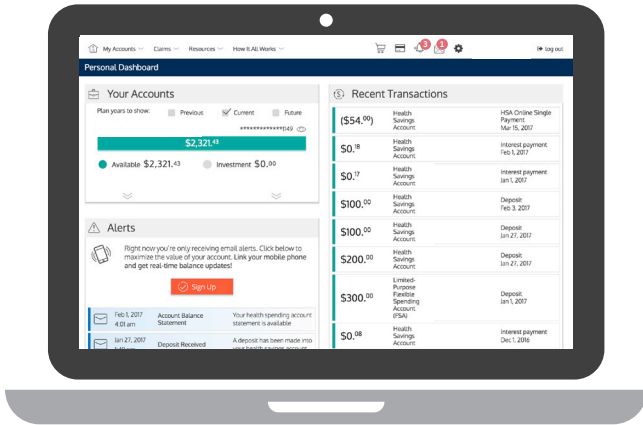 My Accounts Claims Resources How It All Works 3 1 log out
Personal Dashboard
Your Accounts
Plan years to show: Previous Current Future
*************049
$2,321.43
Available $2,321.43 Investment $0.00
Alerts
Right now you're only receiving email alerts. Click below to
maximize the value of your account. Link your mobile phone
and get real-time balance updates!
Sign Up
Feb 1, 2017
4:01 am
Account Balance
Statement
Your health spending account
statement is available
Jan 27, 2017
Deposit Received
A deposit has been made into
Recent Transactions
($54.00)
Health
Savings
Account
HSA Online Single
Payment
Mar 15, 2017
$0.18
Health
Savings
Account
Interest payment
Feb 1, 2017
$0.17
Health
Savings
Account
Interest payment
Jan 1, 2017
$100.00
Health
Savings
Account
Deposit
Feb 3, 2017
$100.00
Health
Savings
Account
Deposit
Jan 27, 2017
$200.00
Health
Savings
Account
Deposit
Jan 27, 2017
$300.00
Limited-
Purpose
Flexible
Spending
Account
(FSA)
Deposit
Jan 1, 2017
$0.08
Health
Savings
Account
Interest payment
Dec 1, 2016